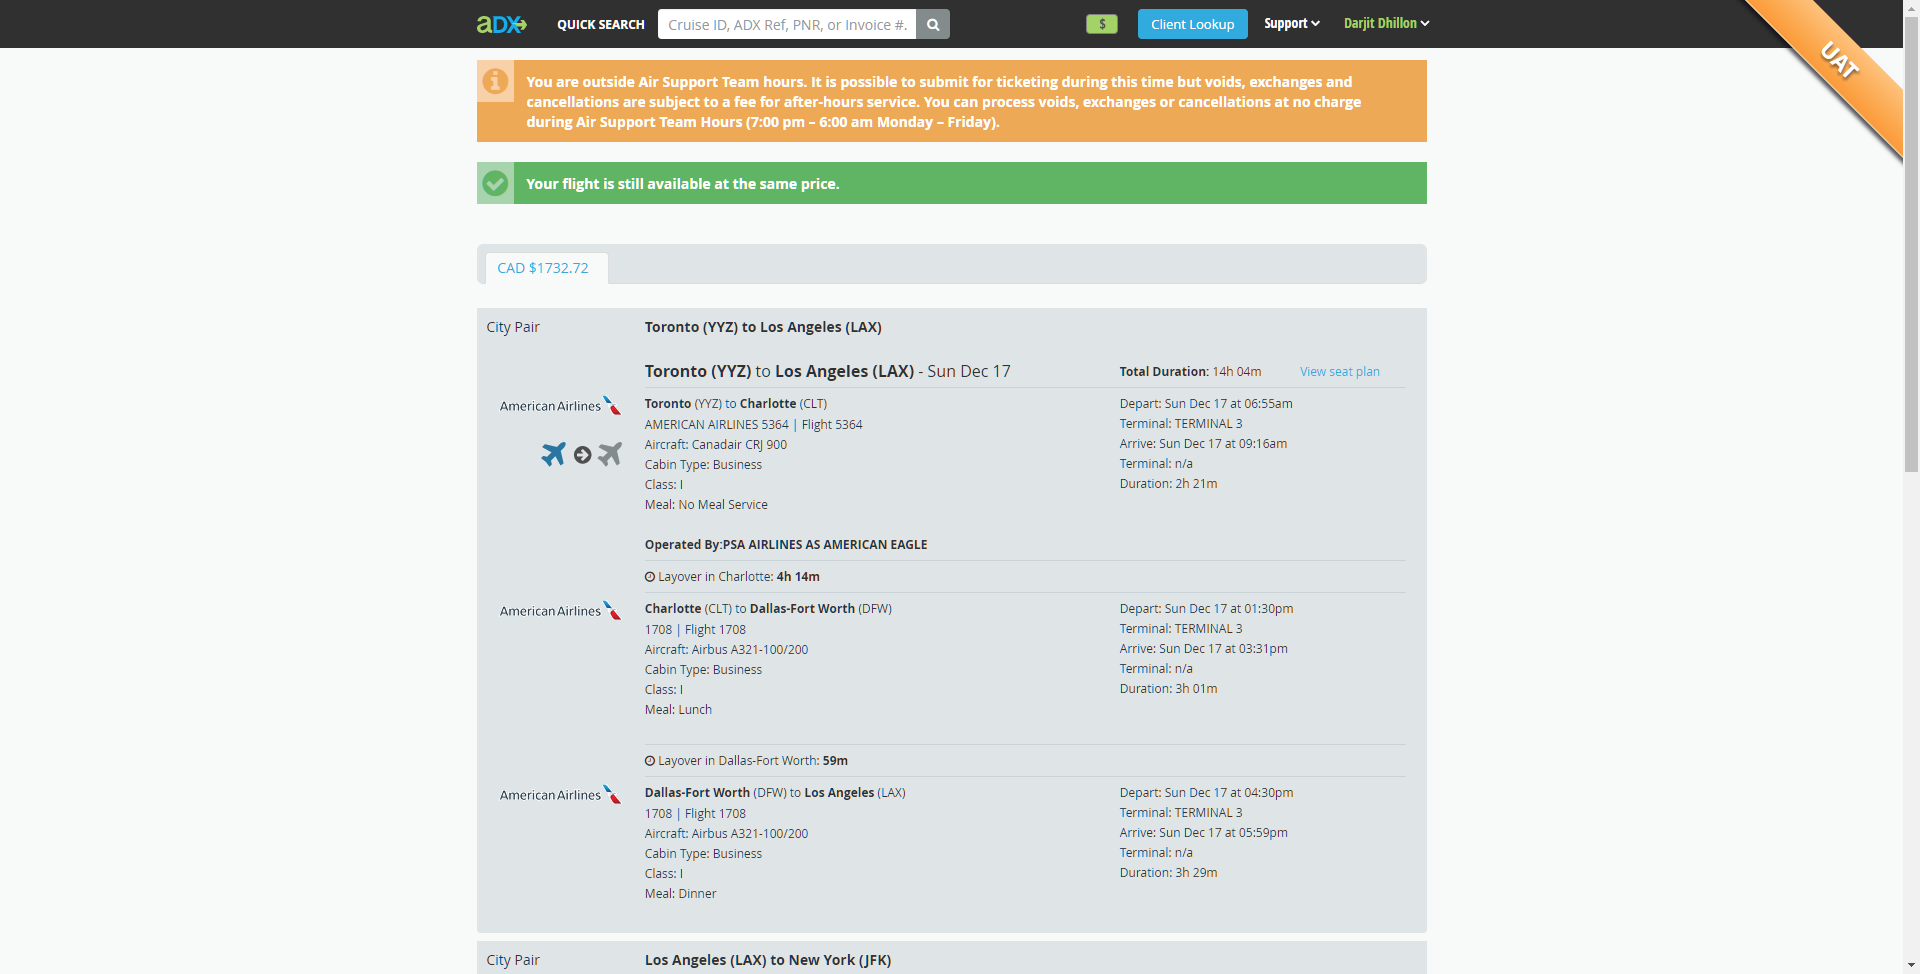 ADX QUICK SEARCH Cruise ID, ADX Ref, PNR, or Invoice #. $ Client Lookup Support Darjit Dhillon
UAT
You are outside Air Support Team hours. It is possible to submit for ticketing during this time but voids, exchanges and
cancellations are subject to a fee for after-hours service. You can process voids, exchanges or cancellations at no charge
during Air Support Team Hours (7:00 pm – 6:00 am Monday – Friday).
Your flight is still available at the same price.
CAD $1732.72
City Pair Toronto (YYZ) to Los Angeles (LAX)
Toronto (YYZ) to Los Angeles (LAX) - Sun Dec 17 Total Duration: 14h 04m View seat plan
American Airlines Toronto (YYZ) to Charlotte (CLT) Depart: Sun Dec 17 at 06:55am
AMERICAN AIRLINES 5364 | Flight 5364 Terminal: TERMINAL 3
Aircraft: Canadair CRJ 900 Arrive: Sun Dec 17 at 09:16am
Cabin Type: Business Terminal: n/a
Class: I Duration: 2h 21m
Meal: No Meal Service
Operated By:PSA AIRLINES AS AMERICAN EAGLE
Layover in Charlotte: 4h 14m
American Airlines Charlotte (CLT) to Dallas-Fort Worth (DFW) Depart: Sun Dec 17 at 01:30pm
1708 | Flight 1708 Terminal: TERMINAL 3
Aircraft: Airbus A321-100/200 Arrive: Sun Dec 17 at 03:31pm
Cabin Type: Business Terminal: n/a
Class: I Duration: 3h 01m
Meal: Lunch
Layover in Dallas-Fort Worth: 59m
American Airlines Dallas-Fort Worth (DFW) to Los Angeles (LAX) Depart: Sun Dec 17 at 04:30pm
1708 | Flight 1708 Terminal: TERMINAL 3
Aircraft: Airbus A321-100/200 Arrive: Sun Dec 17 at 05:59pm
Cabin Type: Business Terminal: n/a
Class: I Duration: 3h 29m
Meal: Dinner
City Pair Los Angeles (LAX) to New York (JFK)